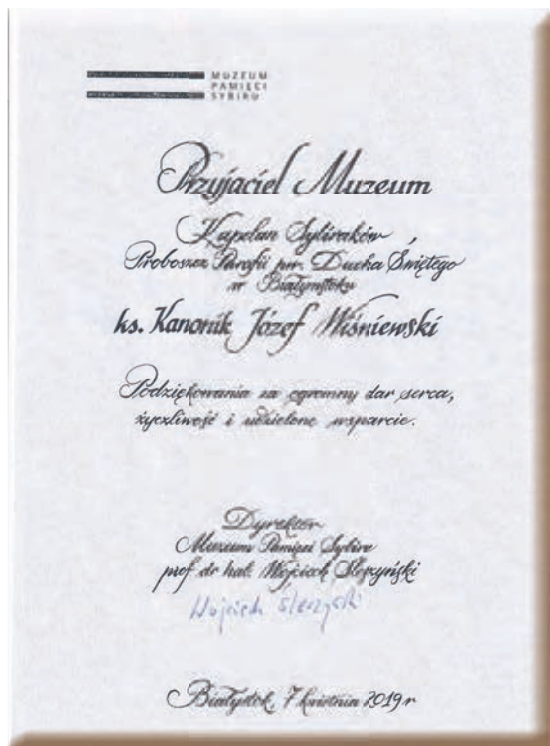 MUZEUM
PAMIĘCI
SYBIRU
Przyjaciel Muzeum
Kapelan Sybiraków
Proboszcz Parafii pw. Ducha Świętego
w Białymstoku
ks. Kanonik Józef Wiśniewski
Podziękowania za ogromny dar serca,
życzliwość i udzielone wsparcie.
Dyrektor
Muzeum Pamięci Sybiru
prof. dr hab. Wojciech Śleszyński
Wojciech Śleszyński
Białystok, 7 kwietnia 2019 r